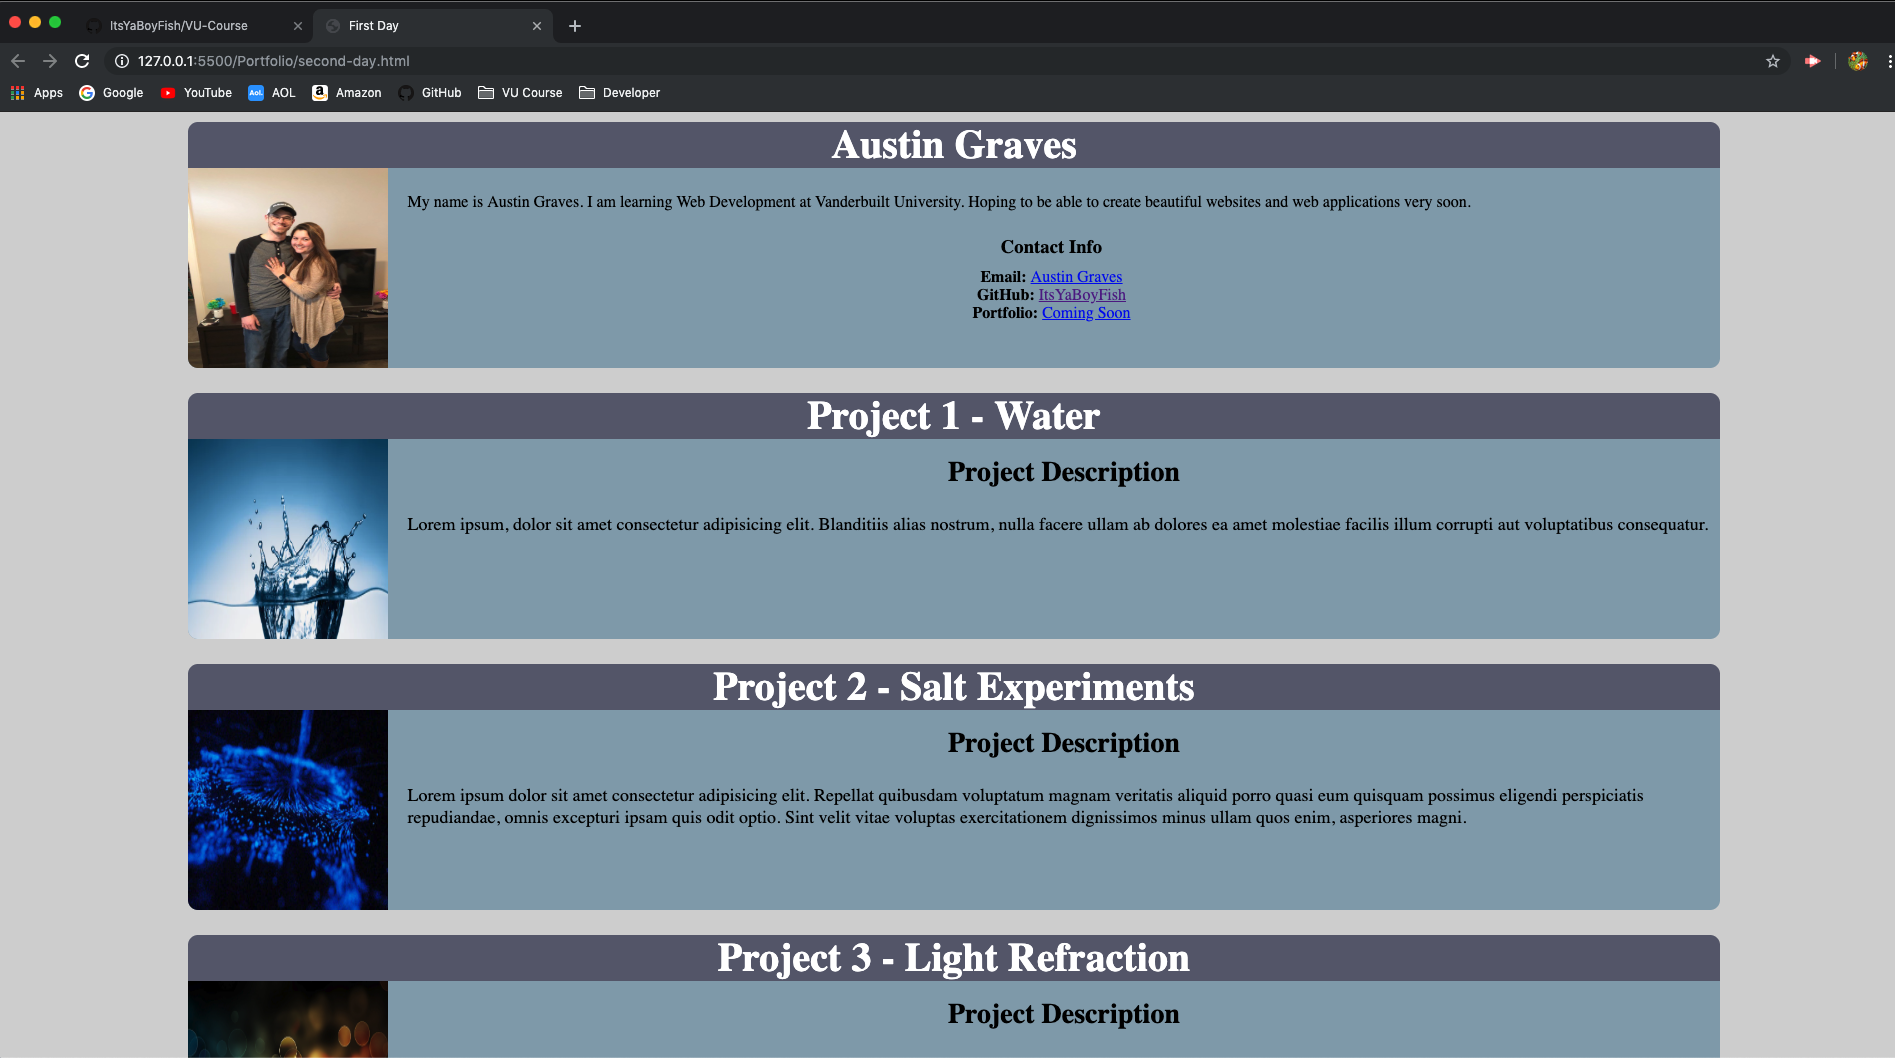 ItsYaBoyFish/VU-Course
First Day
127.0.0.1:5500/Portfolio/second-day.html
Apps Google YouTube Aol. AOL Amazon GitHub VU Course Developer
Austin Graves
My name is Austin Graves. I am learning Web Development at Vanderbuilt University. Hoping to be able to create beautiful websites and web applications very soon.
Contact Info
Email: Austin Graves
GitHub: ItsYaBoyFish
Portfolio: Coming Soon
Project 1 - Water
Project Description
Lorem ipsum, dolor sit amet consectetur adipisicing elit. Blanditiis alias nostrum, nulla facere ullam ab dolores ea amet molestiae facilis illum corrupti aut voluptatibus consequatur.
Project 2 - Salt Experiments
Project Description
Lorem ipsum dolor sit amet consectetur adipisicing elit. Repellat quibusdam voluptatum magnam veritatis aliquid porro quasi eum quisquam possimus eligendi perspiciatis
repudiandae, omnis excepturi ipsam quis odit optio. Sint velit vitae voluptas exercitationem dignissimos minus ullam quos enim, asperiores magni.
Project 3 - Light Refraction
Project Description